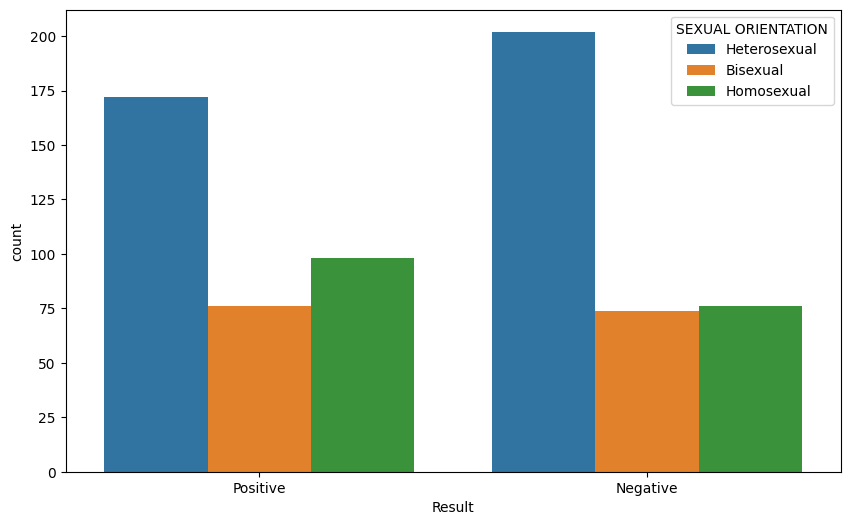 SEXUAL ORIENTATION
Heterosexual
Bisexual
Homosexual
200
175
150
125
100
75
50
25
0
count
Positive
Negative
Result